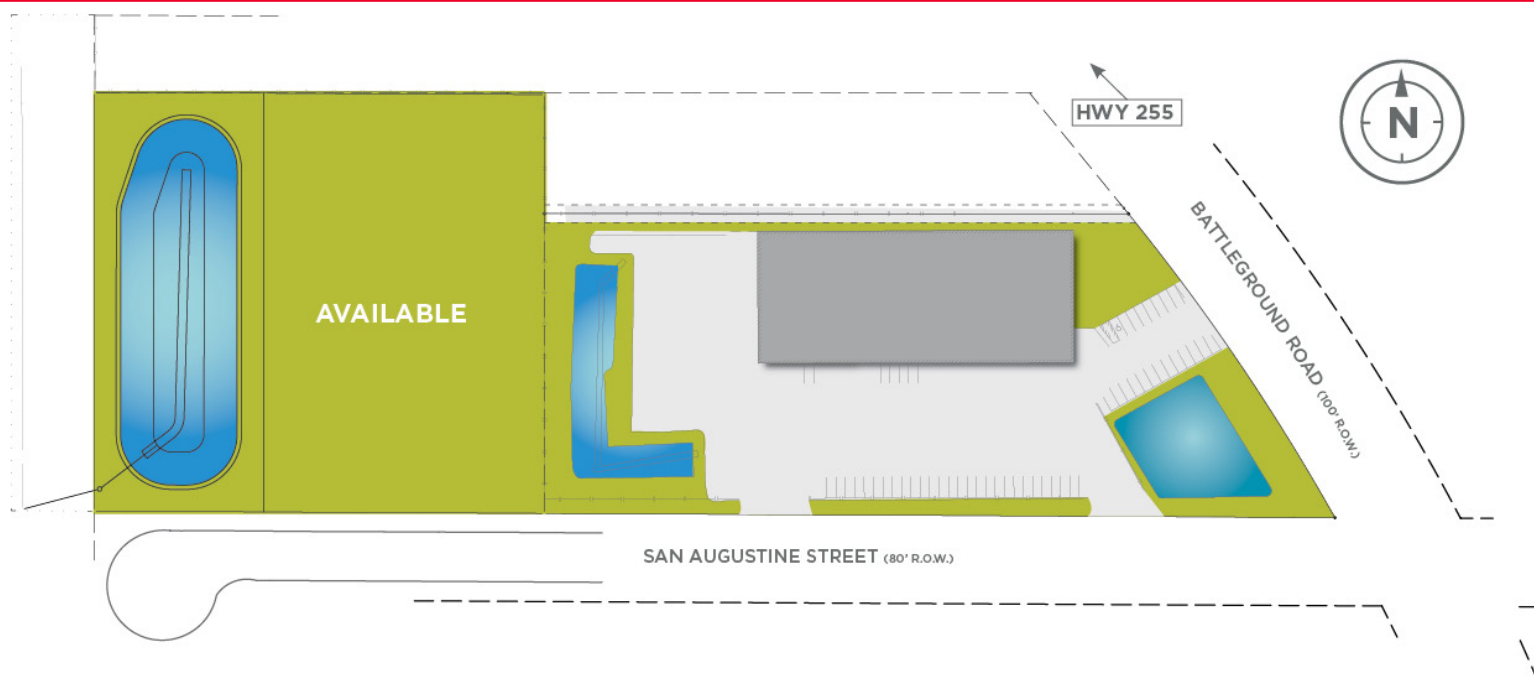 HWY 255
N
BATTLEGROUND ROAD (100' R.O.W.)
AVAILABLE
SAN AUGUSTINE STREET (80' R.O.W.)